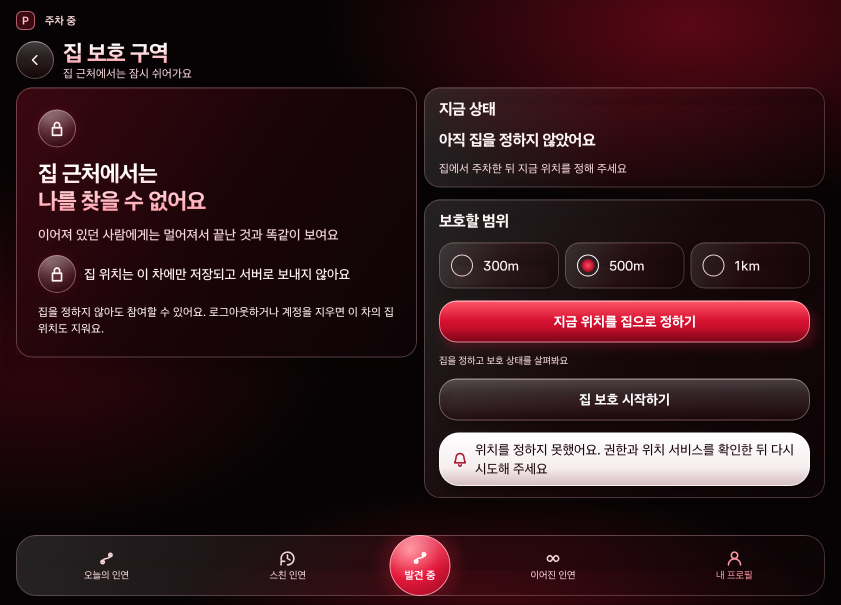 P 주차 중
집 보호 구역
집 근처에서는 잠시 쉬어가요
집 근처에서는
나를 찾을 수 없어요
이어져 있던 사람에게는 멀어져서 끝난 것과 똑같이 보여요
집 위치는 이 차에만 저장되고 서버로 보내지 않아요
집을 정하지 않아도 참여할 수 있어요. 로그아웃하거나 계정을 지우면 이 차의 집
위치도 지워요.
지금 상태
아직 집을 정하지 않았어요
집에서 주차한 뒤 지금 위치를 정해 주세요
보호할 범위
300m 500m 1km
지금 위치를 집으로 정하기
집을 정하고 보호 상태를 살펴봐요
집 보호 시작하기
위치를 정하지 못했어요. 권한과 위치 서비스를 확인한 뒤 다시
시도해 주세요
오늘의 인연 스친 인연 발견 중 이어진 인연 내 프로필